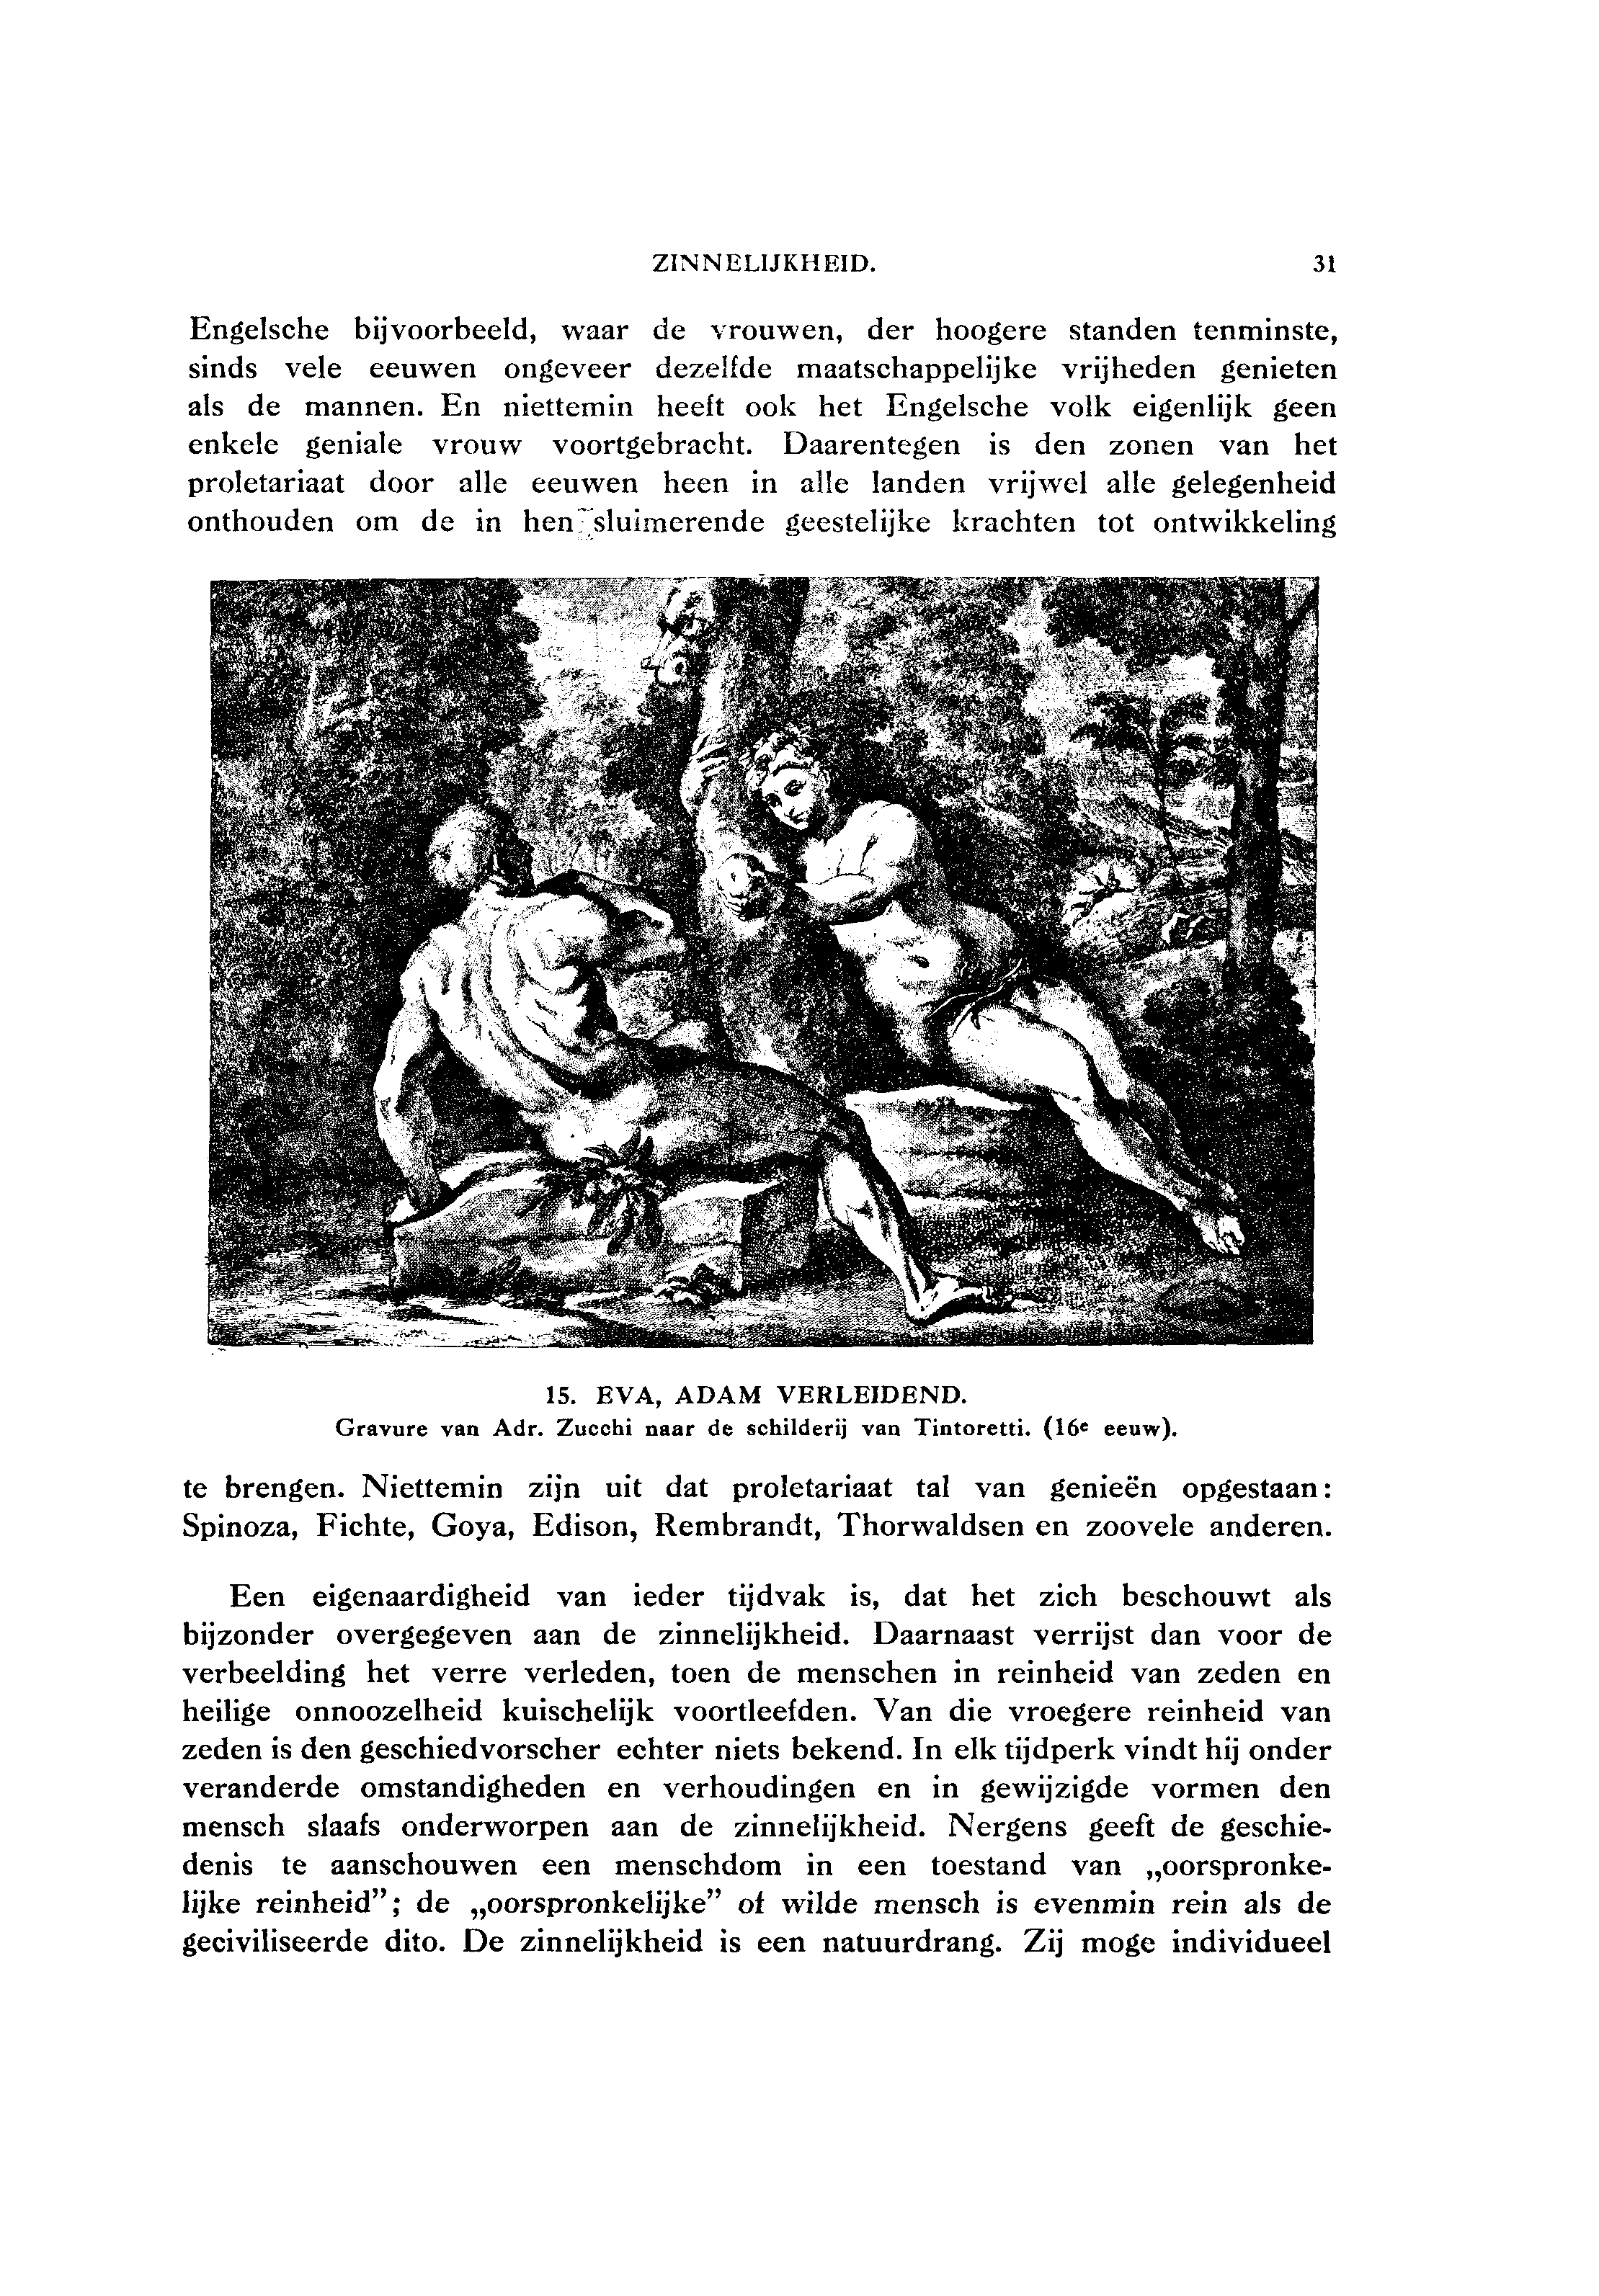 ZINNELIJKHEID. 31
Engelsche bijvoorbeeld, waar de vrouwen, der hoogere standen tenminste,
sinds vele eeuwen ongeveer dezelfde maatschappelijke vrijheden genieten
als de mannen. En niettemin heeft ook het Engelsche volk eigenlijk geen
enkele geniale vrouw voortgebracht. Daarentegen is den zonen van het
proletariaat door alle eeuwen heen in alle landen vrijwel alle gelegenheid
onthouden om de in hen sluimerende geestelijke krachten tot ontwikkeling
15. EVA, ADAM VERLEIDEND.
Gravure van Adr. Zucchi naar de schilderij van Tintoretti. (16e eeuw).
te brengen. Niettemin zijn uit dat proletariaat tal van genieën opgestaan:
Spinoza, Fichte, Goya, Edison, Rembrandt, Thorwaldsen en zoovele anderen.
Een eigenaardigheid van ieder tijdvak is, dat het zich beschouwt als
bijzonder overgegeven aan de zinnelijkheid. Daarnaast verrijst dan voor de
verbeelding het verre verleden, toen de menschen in reinheid van zeden en
heilige onnoozelheid kuischelijk voortleefden. Van die vroegere reinheid van
zeden is den geschiedvorscher echter niets bekend. In elk tijdperk vindt hij onder
veranderde omstandigheden en verhoudingen en in gewijzigde vormen den
mensch slaafs onderworpen aan de zinnelijkheid. Nergens geeft de geschie-
denis te aanschouwen een menschdom in een toestand van „oorspronke-
lijke reinheid”; de „oorspronkelijke” of wilde mensch is evenmin rein als de
geciviliseerde dito. De zinnelijkheid is een natuurdrang. Zij moge individueel